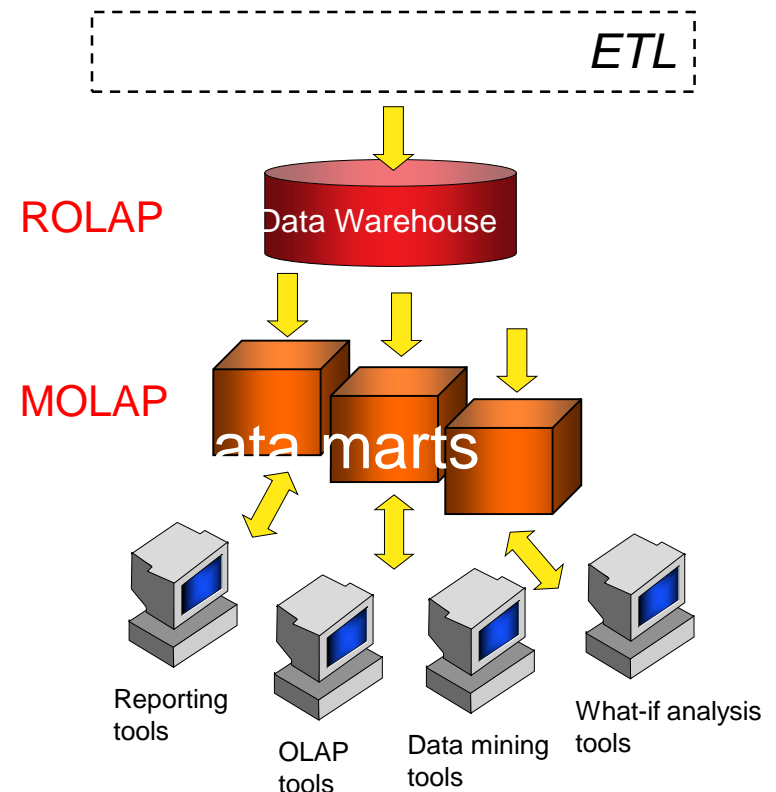 ETL
ROLAP
Data Warehouse
MOLAP
ata marts
Reporting
tools
OLAP
tools
Data mining
tools
What-if analysis
tools